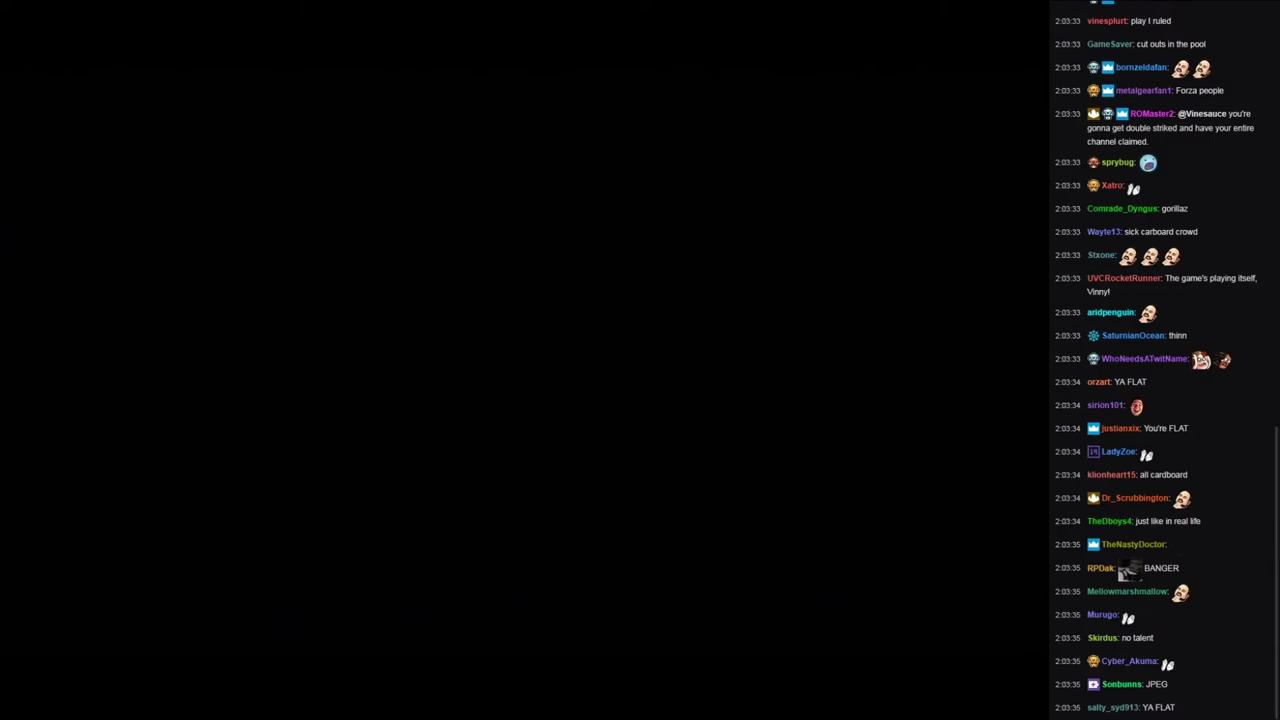 2:03:33 vinesplurt: play I ruled
2:03:33 GameSaver: cut outs in the pool
2:03:33 bornzeldafan:
2:03:33 metalgearfan1: Forza people
2:03:33 ROMaster2: @Vinesauce you're
gonna get double striked and have your entire
channel claimed.
2:03:33 sprybug:
2:03:33 Xatro:
2:03:33 Comrade_Dyngus: gorillaz
2:03:33 Wayte13: sick carboard crowd
2:03:33 Stxone:
2:03:33 UVCRocketRunner: The game's playing itself,
Vinny!
2:03:33 aridpenguin:
2:03:33 SaturnianOcean: thinn
2:03:33 WhoNeedsATwitName:
2:03:34 orzart: YA FLAT
2:03:34 sirion101:
2:03:34 justianxix: You're FLAT
2:03:34 LadyZoe:
2:03:34 klionheart15: all cardboard
2:03:34 Dr_Scrubbington:
2:03:34 TheDboys4: just like in real life
2:03:35 TheNastyDoctor:
2:03:35 RPDak: BANGER
2:03:35 Mellowmarshmallow:
2:03:35 Murugo:
2:03:35 Skirdus: no talent
2:03:35 Cyber_Akuma:
2:03:35 Sonbunns: JPEG
2:03:35 salty_syd913: YA FLAT